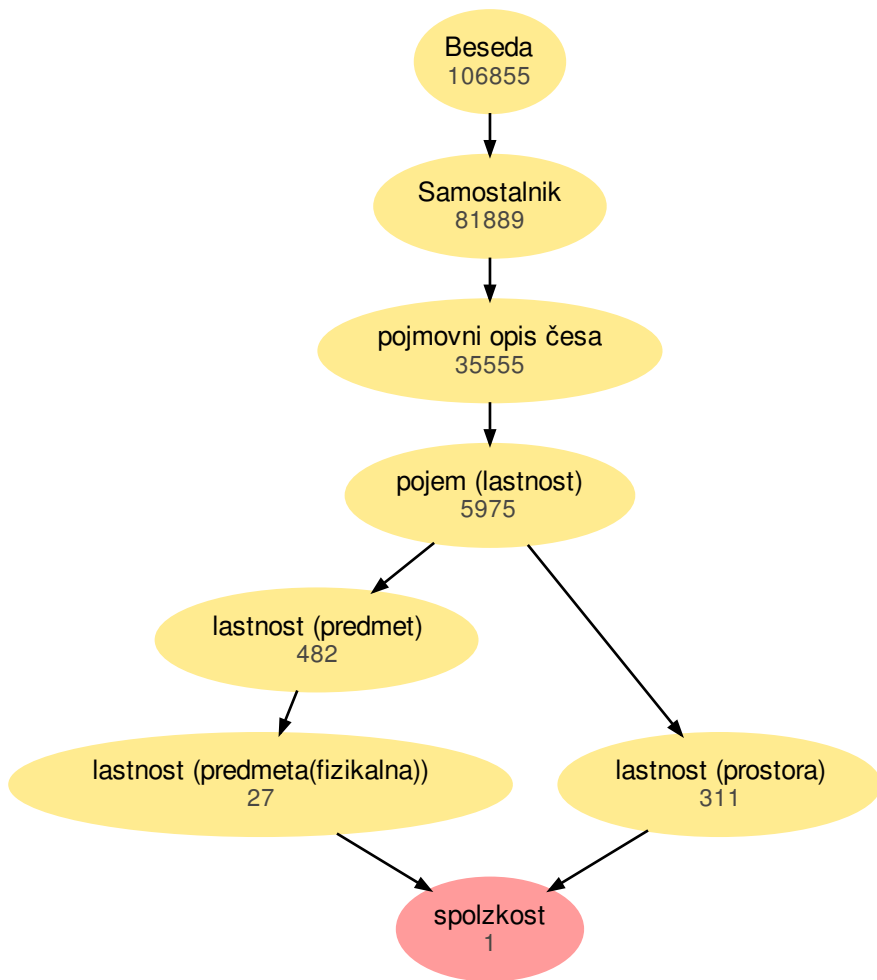 Beseda
106855
Samostalnik
81889
pojmovni opis česa
35555
pojem (lastnost)
5975
lastnost (predmet)
482
lastnost (predmeta(fizikalna))
27
lastnost (prostora)
311
spolzkost
1